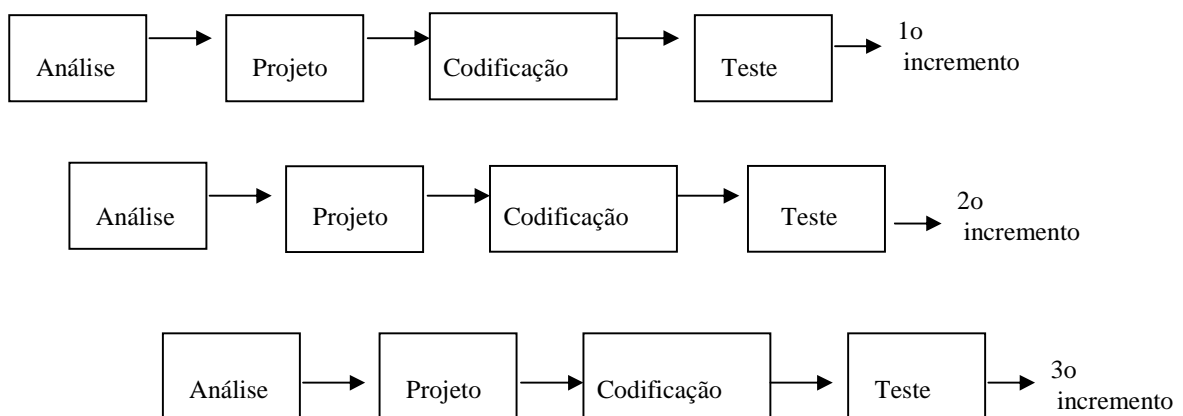 Análise
Projeto
Codificação
Teste
1o
incremento
Análise
Projeto
Codificação
Teste
2o
incremento
Análise
Projeto
Codificação
Teste
3o
incremento